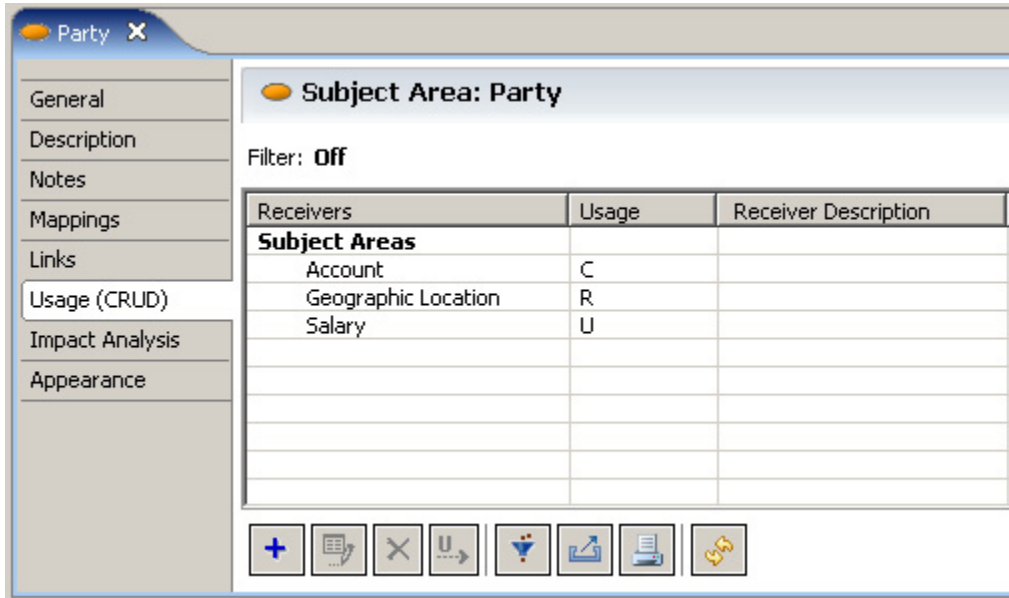 Party
General
Description
Notes
Mappings
Links
Usage (CRUD)
Impact Analysis
Appearance
Subject Area: Party
Filter: Off
Receivers Usage Receiver Description
Subject Areas
Account C
Geographic Location R
Salary U
U